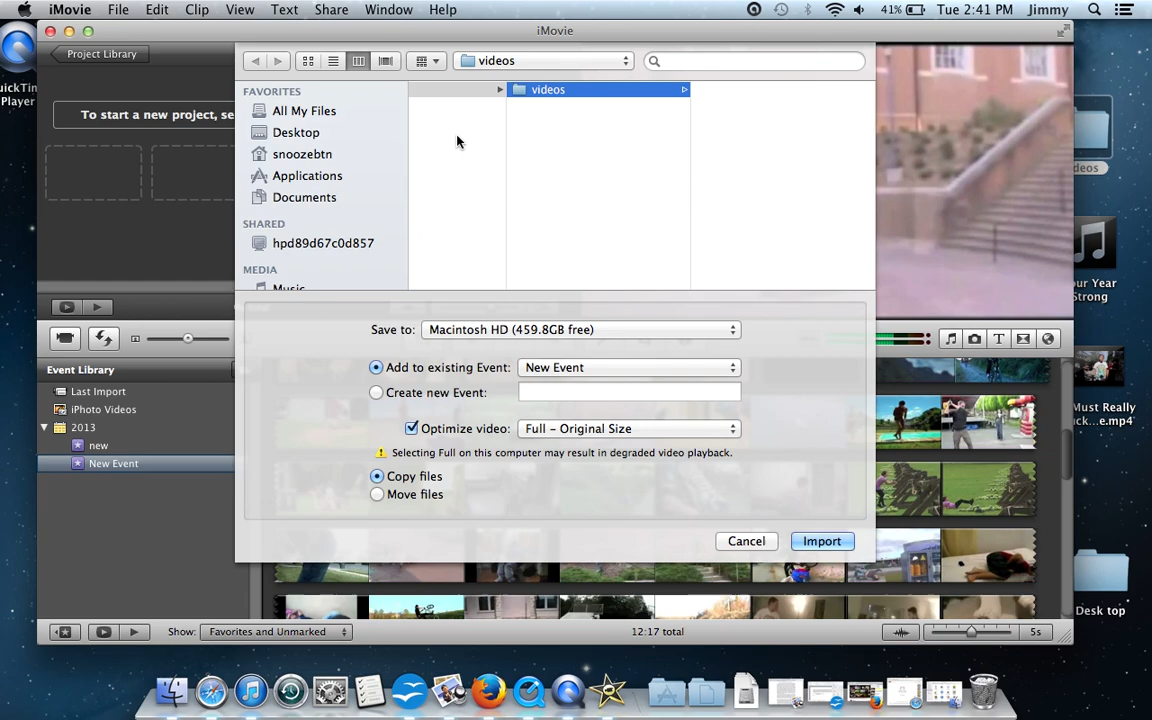 iMovie File Edit Clip View Text Share Window Help 41% Tue 2:41 PM Jimmy
iMovie
Project Library
videos
To start a new project, se
FAVORITES
All My Files
Desktop
snoozebtn
Applications
Documents
SHARED
hpd89d67c0d857
MEDIA
Music
videos
uickTim
Player
deos
our Year
Strong
Must Really
ck...e.mp4
Desk top
Save to: Macintosh HD (459.8GB free)
Add to existing Event: New Event
Create new Event:
Optimize video: Full – Original Size
Selecting Full on this computer may result in degraded video playback.
Copy files
Move files
Cancel Import
Event Library
Last Import
iPhoto Videos
2013
new
New Event
Show: Favorites and Unmarked 12:17 total 5s